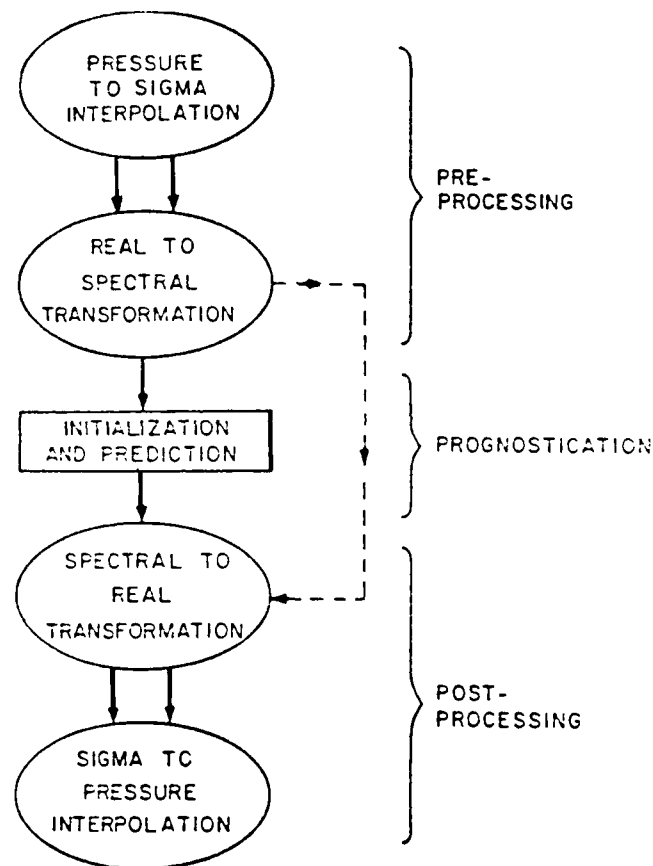 PRESSURE
TO SIGMA
INTERPOLATION
REAL TO
SPECTRAL
TRANSFORMATION
INITIALIZATION
AND PREDICTION
SPECTRAL TO
REAL
TRANSFORMATION
SIGMA TC
PRESSURE
INTERPOLATION
PRE-
PROCESSING
PROGNOSTICATION
POST-
PROCESSING